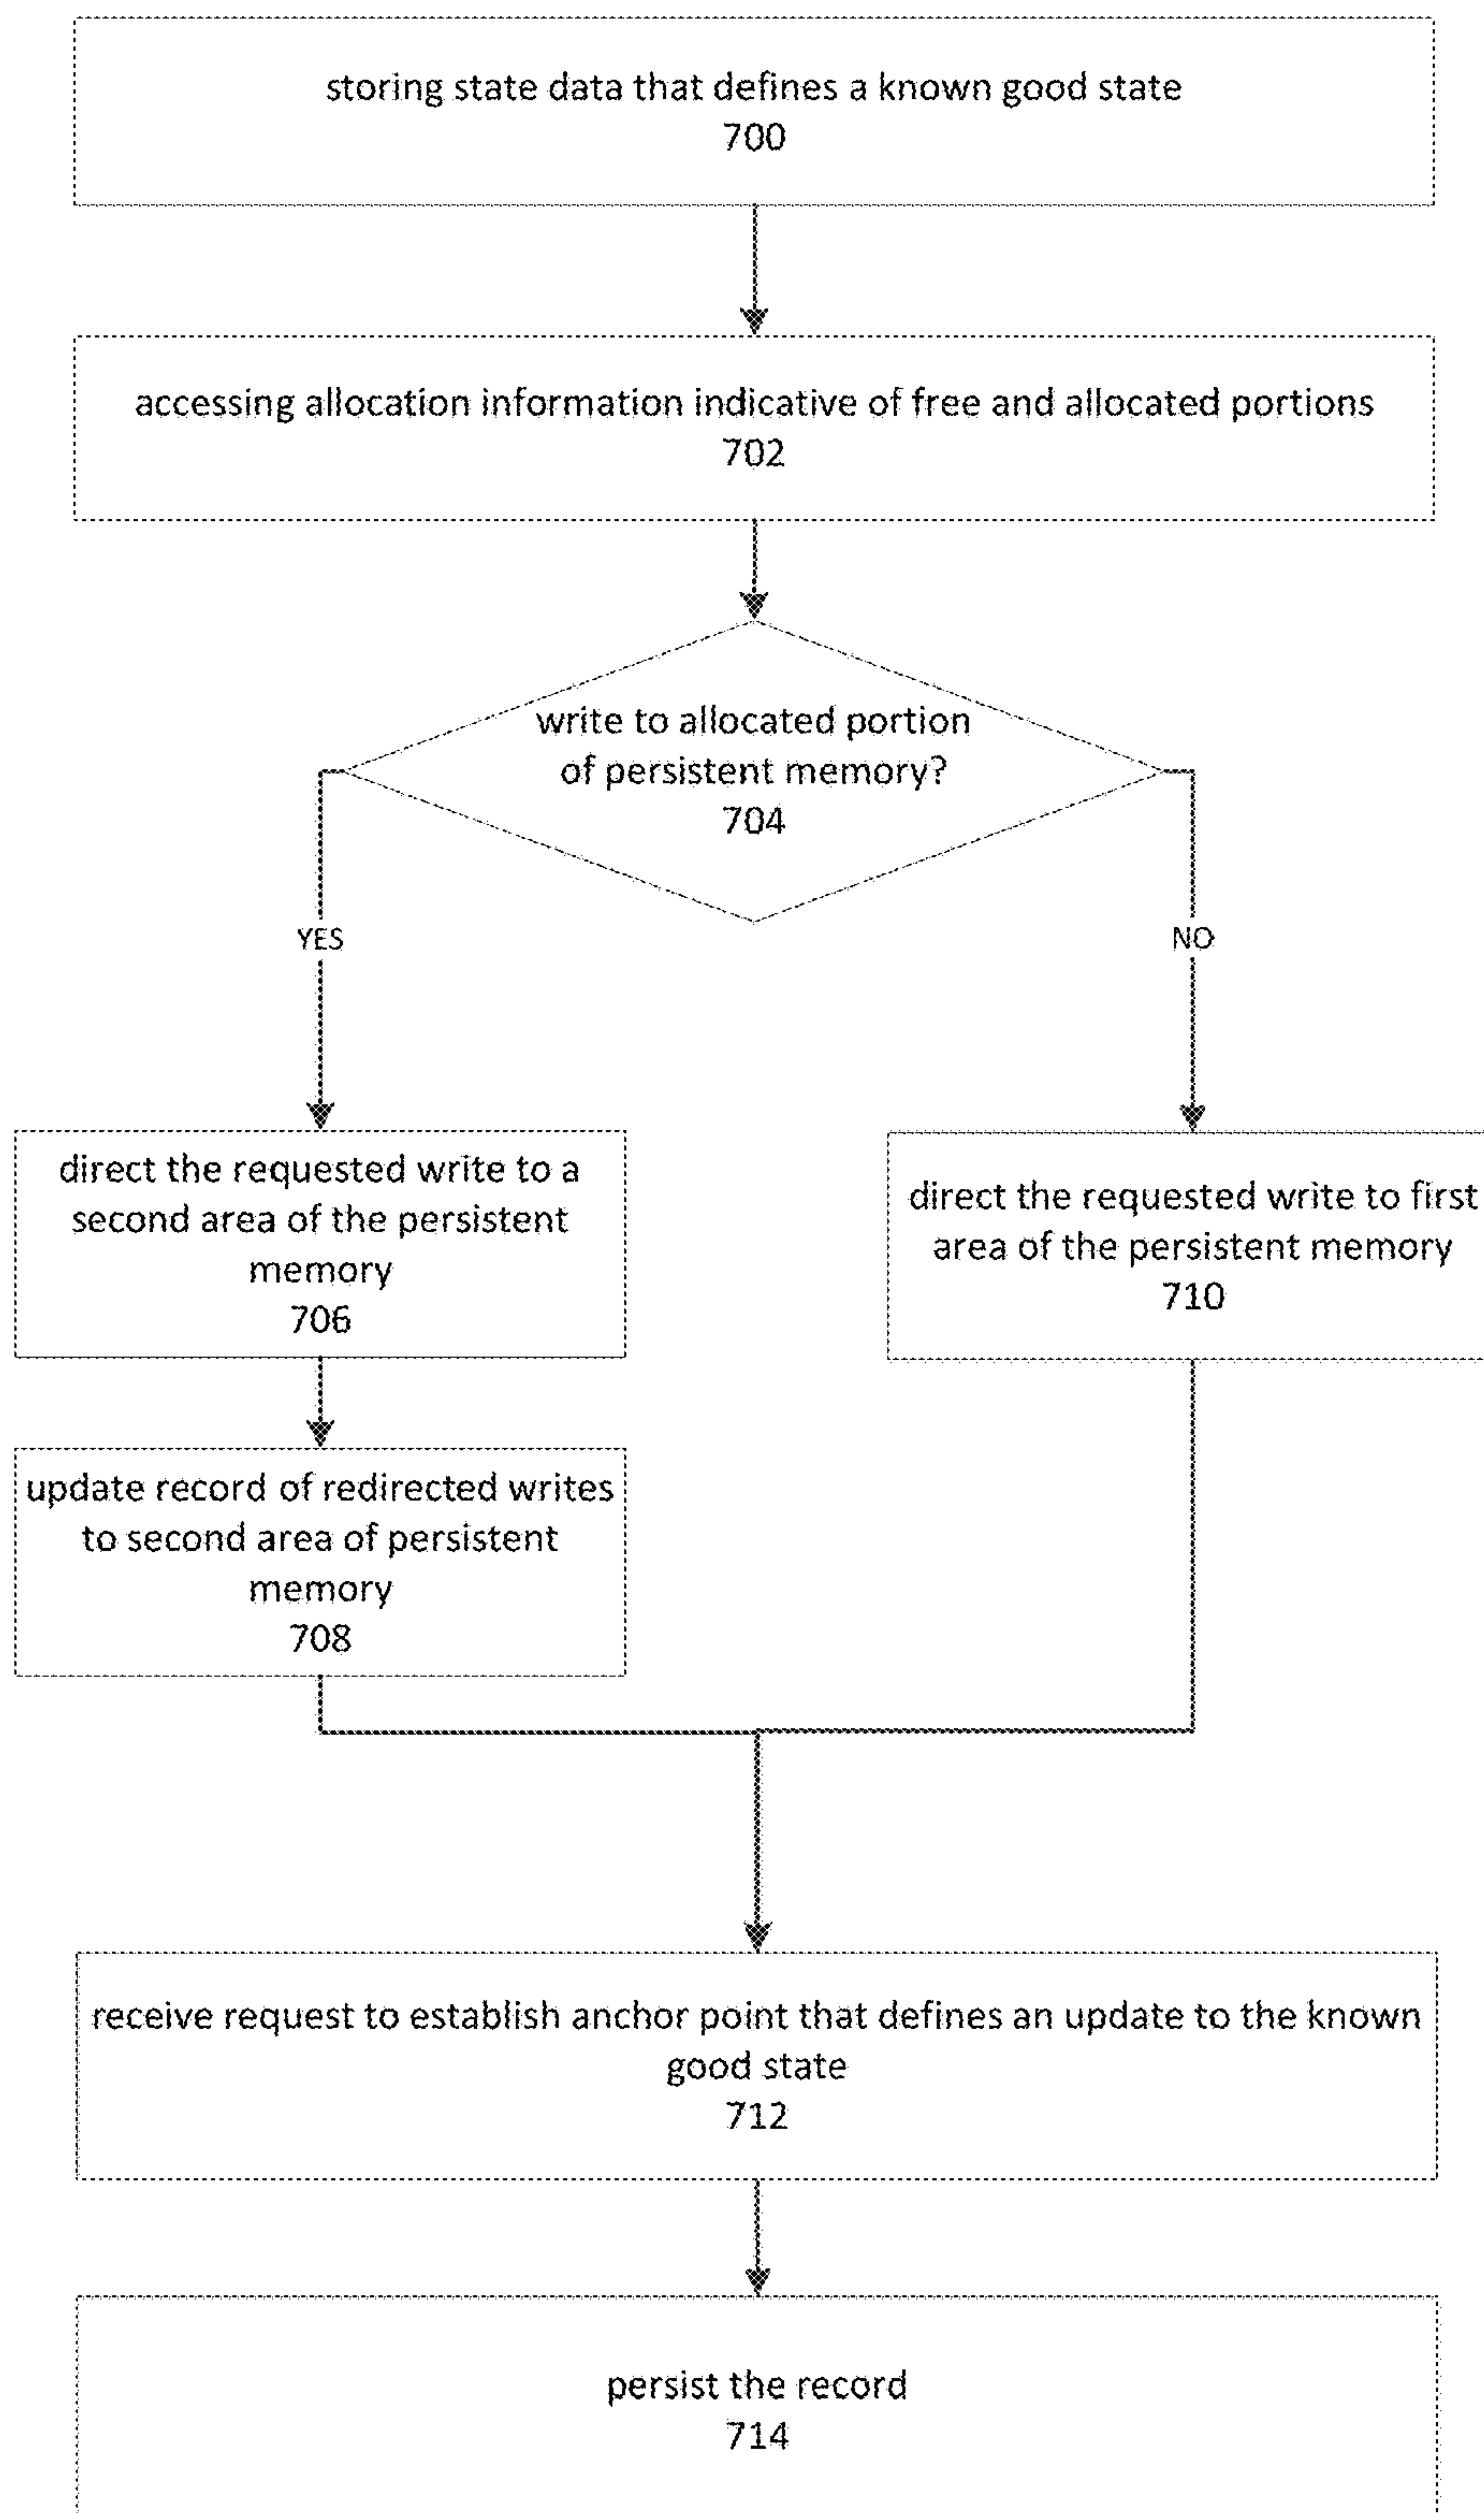 storing state data that defines a known good state
700
accessing allocation information indicative of free and allocated portions
702
write to allocated portion
of persistent memory?
704
YES
NO
direct the requested write to a
second area of the persistent
memory
706
direct the requested write to first
area of the persistent memory
710
update record of redirected writes
to second area of persistent
memory
708
receive request to establish anchor point that defines an update to the known
good state
712
persist the record
714